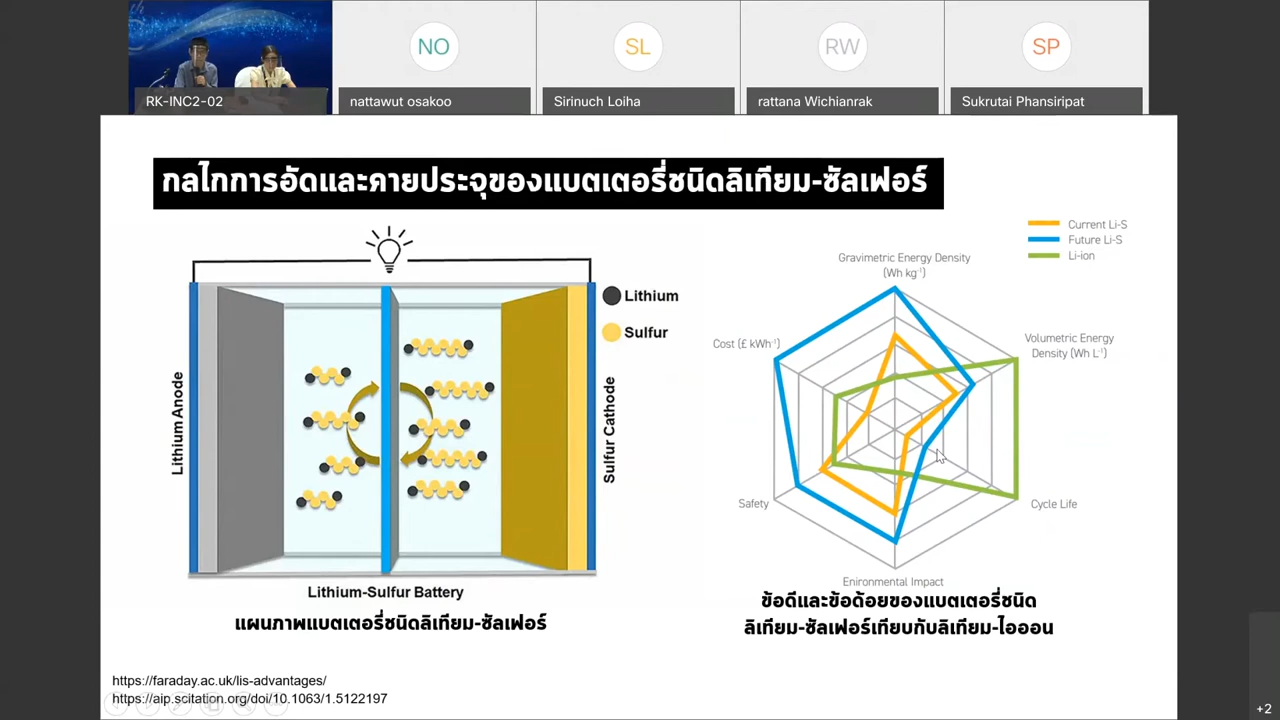 NO
SL
RW
SP
RK-INC2-02
nattawut osakoo
Sirinuch Loiha
rattana Wichianrak
Sukrutai Phansiripat
กลไกการอัดและคายประจุของแบตเตอรี่ชนิดลิเทียม-ซัลเฟอร์
Lithium
Sulfur
Lithium Anode
Sulfur Cathode
Lithium-Sulfur Battery
แผนภาพแบตเตอรี่ชนิดลิเทียม-ซัลเฟอร์
Current Li-S
Future Li-S
Li-ion
Gravimetric Energy Density
(Wh kg⁻¹)
Volumetric Energy
Density (Wh L⁻¹)
Cost (£ kWh⁻¹)
Safety
Cycle Life
Enironmental Impact
ข้อดีและข้อด้อยของแบตเตอรี่ชนิด
ลิเทียม-ซัลเฟอร์เทียบกับลิเทียม-ไอออน
https://faraday.ac.uk/lis-advantages/
https://aip.scitation.org/doi/10.1063/1.5122197
+2